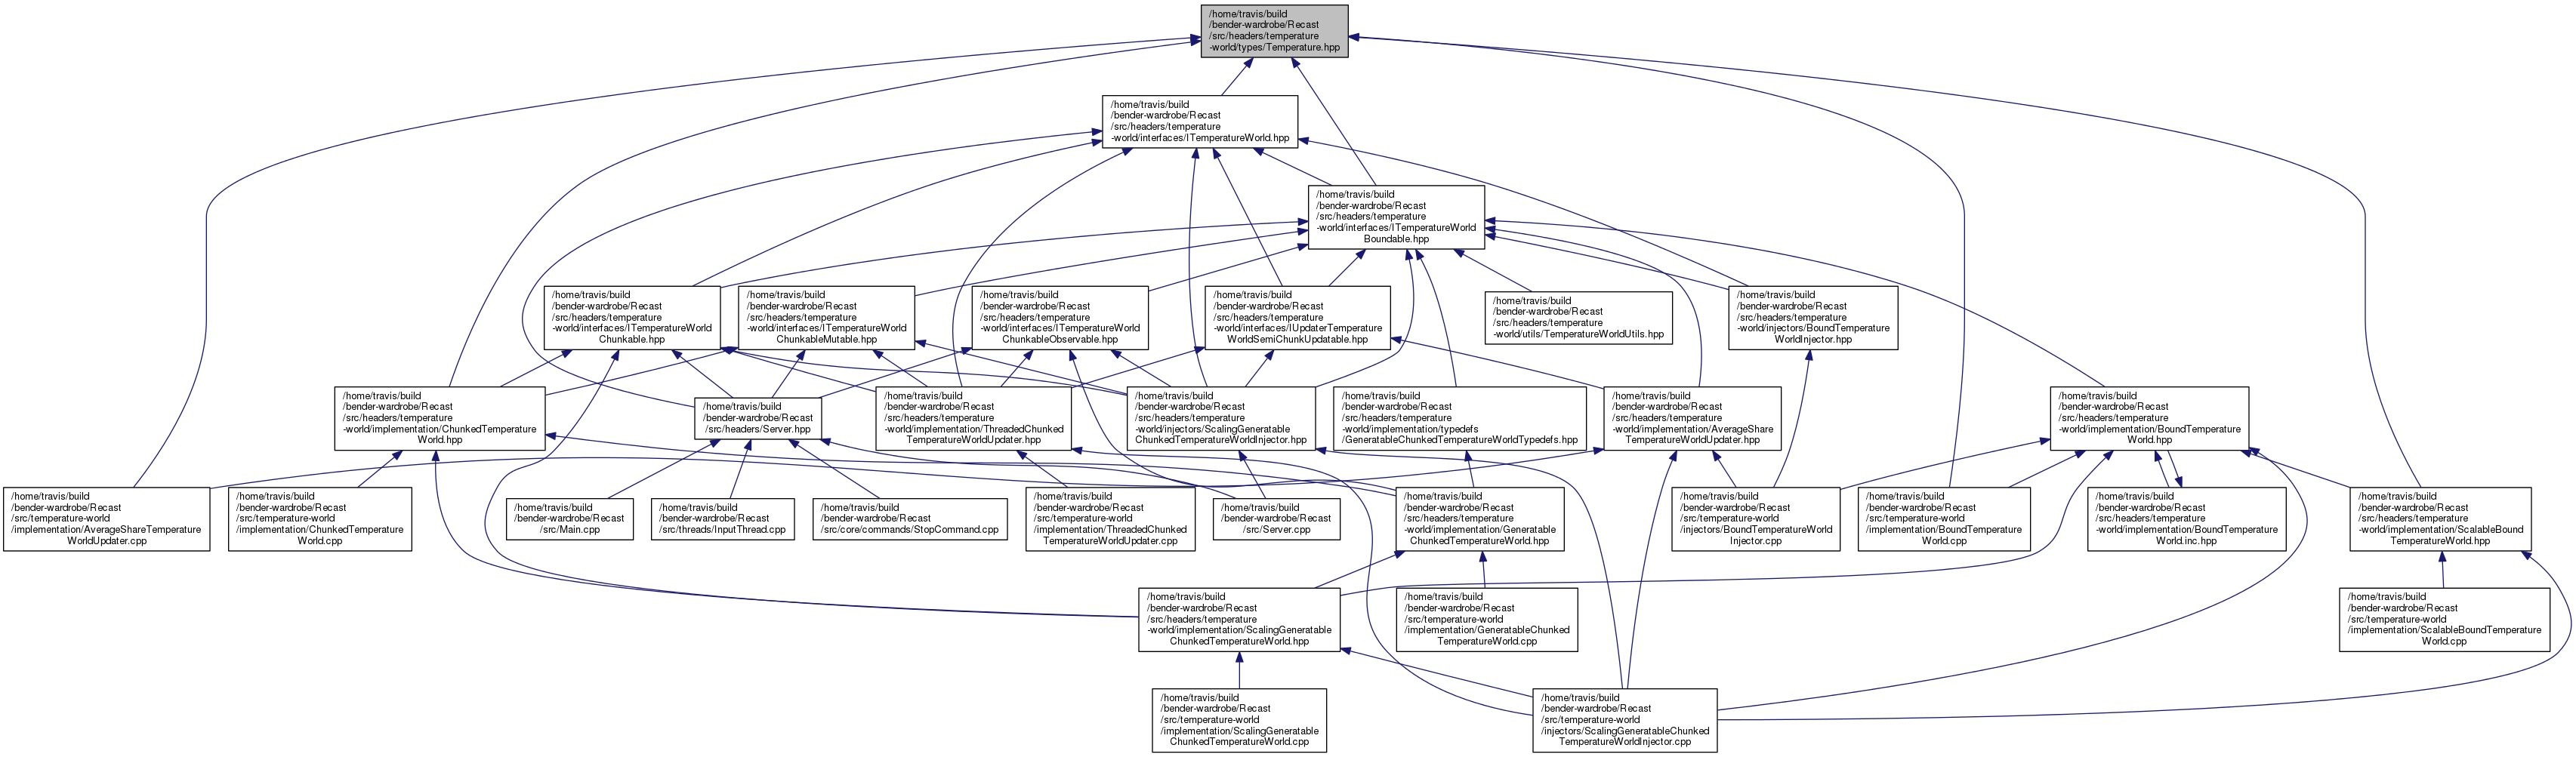 /home/travis/build
/bender-wardrobe/Recast
/src/headers/temperature
-world/types/Temperature.hpp
/home/travis/build
/bender-wardrobe/Recast
/src/headers/temperature
-world/interfaces/ITemperatureWorld.hpp
/home/travis/build
/bender-wardrobe/Recast
/src/headers/temperature
-world/interfaces/ITemperatureWorld
Boundable.hpp
/home/travis/build
/bender-wardrobe/Recast
/src/headers/temperature
-world/interfaces/ITemperatureWorld
Chunkable.hpp
/home/travis/build
/bender-wardrobe/Recast
/src/headers/temperature
-world/interfaces/ITemperatureWorld
ChunkableMutable.hpp
/home/travis/build
/bender-wardrobe/Recast
/src/headers/temperature
-world/interfaces/ITemperatureWorld
ChunkableObservable.hpp
/home/travis/build
/bender-wardrobe/Recast
/src/headers/temperature
-world/interfaces/IUpdaterTemperature
WorldSemiChunkUpdatable.hpp
/home/travis/build
/bender-wardrobe/Recast
/src/headers/temperature
-world/utils/TemperatureWorldUtils.hpp
/home/travis/build
/bender-wardrobe/Recast
/src/headers/temperature
-world/injectors/BoundTemperature
WorldInjector.hpp
/home/travis/build
/bender-wardrobe/Recast
/src/headers/temperature
-world/implementation/ChunkedTemperature
World.hpp
/home/travis/build
/bender-wardrobe/Recast
/src/headers/Server.hpp
/home/travis/build
/bender-wardrobe/Recast
/src/headers/temperature
-world/implementation/ThreadedChunked
TemperatureWorldUpdater.hpp
/home/travis/build
/bender-wardrobe/Recast
/src/headers/temperature
-world/injectors/ScalingGeneratable
ChunkedTemperatureWorldInjector.hpp
/home/travis/build
/bender-wardrobe/Recast
/src/headers/temperature
-world/implementation/typedefs
/GeneratableChunkedTemperatureWorldTypedefs.hpp
/home/travis/build
/bender-wardrobe/Recast
/src/headers/temperature
-world/implementation/AverageShare
TemperatureWorldUpdater.hpp
/home/travis/build
/bender-wardrobe/Recast
/src/headers/temperature
-world/implementation/BoundTemperature
World.hpp
/home/travis/build
/bender-wardrobe/Recast
/src/temperature-world
/implementation/AverageShareTemperature
WorldUpdater.cpp
/home/travis/build
/bender-wardrobe/Recast
/src/temperature-world
/implementation/ChunkedTemperature
World.cpp
/home/travis/build
/bender-wardrobe/Recast
/src/Main.cpp
/home/travis/build
/bender-wardrobe/Recast
/src/threads/InputThread.cpp
/home/travis/build
/bender-wardrobe/Recast
/src/core/commands/StopCommand.cpp
/home/travis/build
/bender-wardrobe/Recast
/src/temperature-world
/implementation/ThreadedChunked
TemperatureWorldUpdater.cpp
/home/travis/build
/bender-wardrobe/Recast
/src/Server.cpp
/home/travis/build
/bender-wardrobe/Recast
/src/headers/temperature
-world/implementation/Generatable
ChunkedTemperatureWorld.hpp
/home/travis/build
/bender-wardrobe/Recast
/src/temperature-world
/injectors/BoundTemperatureWorld
Injector.cpp
/home/travis/build
/bender-wardrobe/Recast
/src/temperature-world
/implementation/BoundTemperature
World.cpp
/home/travis/build
/bender-wardrobe/Recast
/src/headers/temperature
-world/implementation/BoundTemperature
World.inc.hpp
/home/travis/build
/bender-wardrobe/Recast
/src/headers/temperature
-world/implementation/ScalableBound
TemperatureWorld.hpp
/home/travis/build
/bender-wardrobe/Recast
/src/headers/temperature
-world/implementation/ScalingGeneratable
ChunkedTemperatureWorld.hpp
/home/travis/build
/bender-wardrobe/Recast
/src/temperature-world
/implementation/GeneratableChunked
TemperatureWorld.cpp
/home/travis/build
/bender-wardrobe/Recast
/src/temperature-world
/implementation/ScalableBoundTemperature
World.cpp
/home/travis/build
/bender-wardrobe/Recast
/src/temperature-world
/implementation/ScalingGeneratable
ChunkedTemperatureWorld.cpp
/home/travis/build
/bender-wardrobe/Recast
/src/temperature-world
/injectors/ScalingGeneratableChunked
TemperatureWorldInjector.cpp